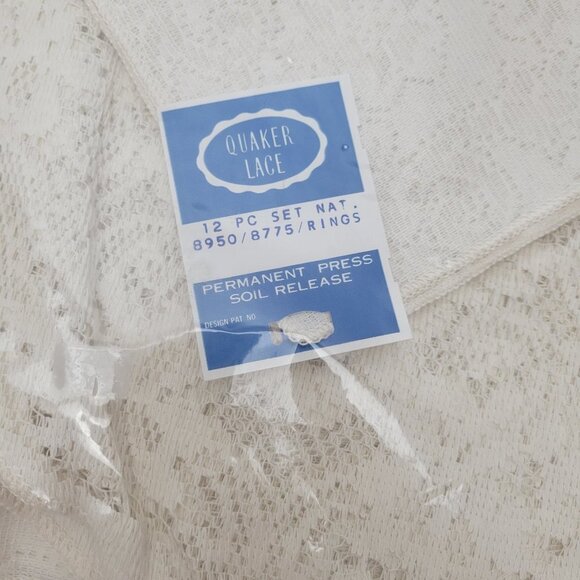 QUAKER
LACE
12 PC SET NAT.
8950/8775/RINGS
PERMANENT PRESS
SOIL RELEASE
DESIGN PAT. NO.